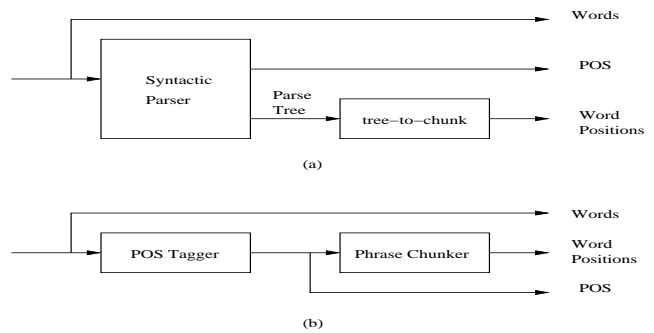 Words
Syntactic
Parser
POS
Parse
Tree
tree-to-chunk
Word
Positions
(a)
Words
POS Tagger
Phrase Chunker
Word
Positions
POS
(b)